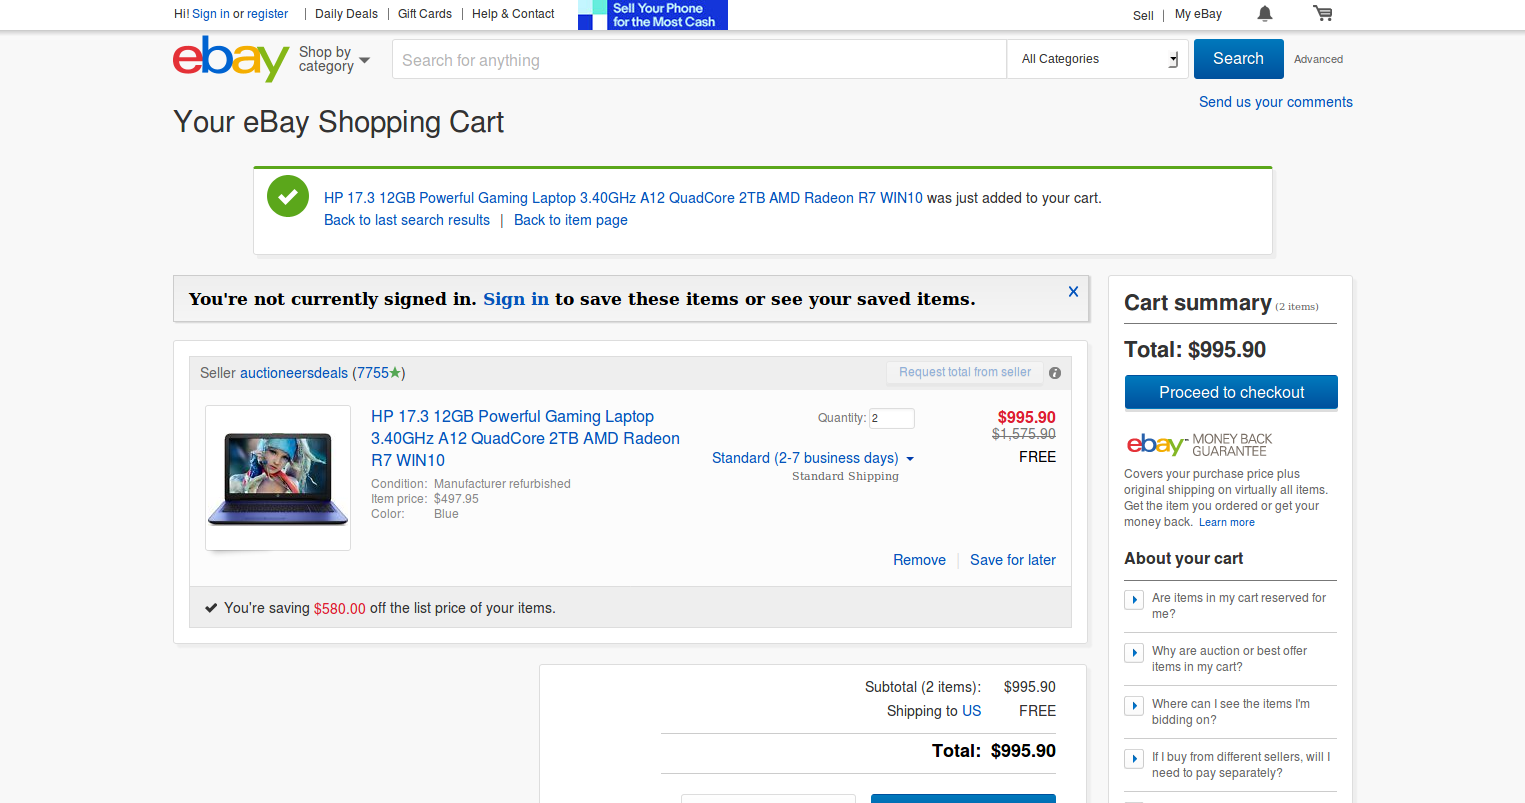 Hi! Sign in or register | Daily Deals | Gift Cards | Help & Contact
Sell Your Phone
for the Most Cash
Sell | My eBay
ebay
Shop by
category
Search for anything
All Categories
Search
Advanced
Send us your comments
Your eBay Shopping Cart
HP 17.3 12GB Powerful Gaming Laptop 3.40GHz A12 QuadCore 2TB AMD Radeon R7 WIN10 was just added to your cart.
Back to last search results | Back to item page
You're not currently signed in. Sign in to save these items or see your saved items.
Seller auctioneersdeals (7755★)
Request total from seller
HP 17.3 12GB Powerful Gaming Laptop
3.40GHz A12 QuadCore 2TB AMD Radeon
R7 WIN10
Condition: Manufacturer refurbished
Item price: $497.95
Color: Blue
Quantity: 2
Standard (2-7 business days)
Standard Shipping
$995.90
$1,575.90
FREE
Remove | Save for later
You're saving $580.00 off the list price of your items.
Subtotal (2 items): $995.90
Shipping to US FREE
Total: $995.90
Cart summary (2 items)
Total: $995.90
Proceed to checkout
ebay™ MONEY BACK
GUARANTEE
Covers your purchase price plus
original shipping on virtually all items.
Get the item you ordered or get your
money back. Learn more
About your cart
Are items in my cart reserved for
me?
Why are auction or best offer
items in my cart?
Where can I see the items I'm
bidding on?
If I buy from different sellers, will I
need to pay separately?